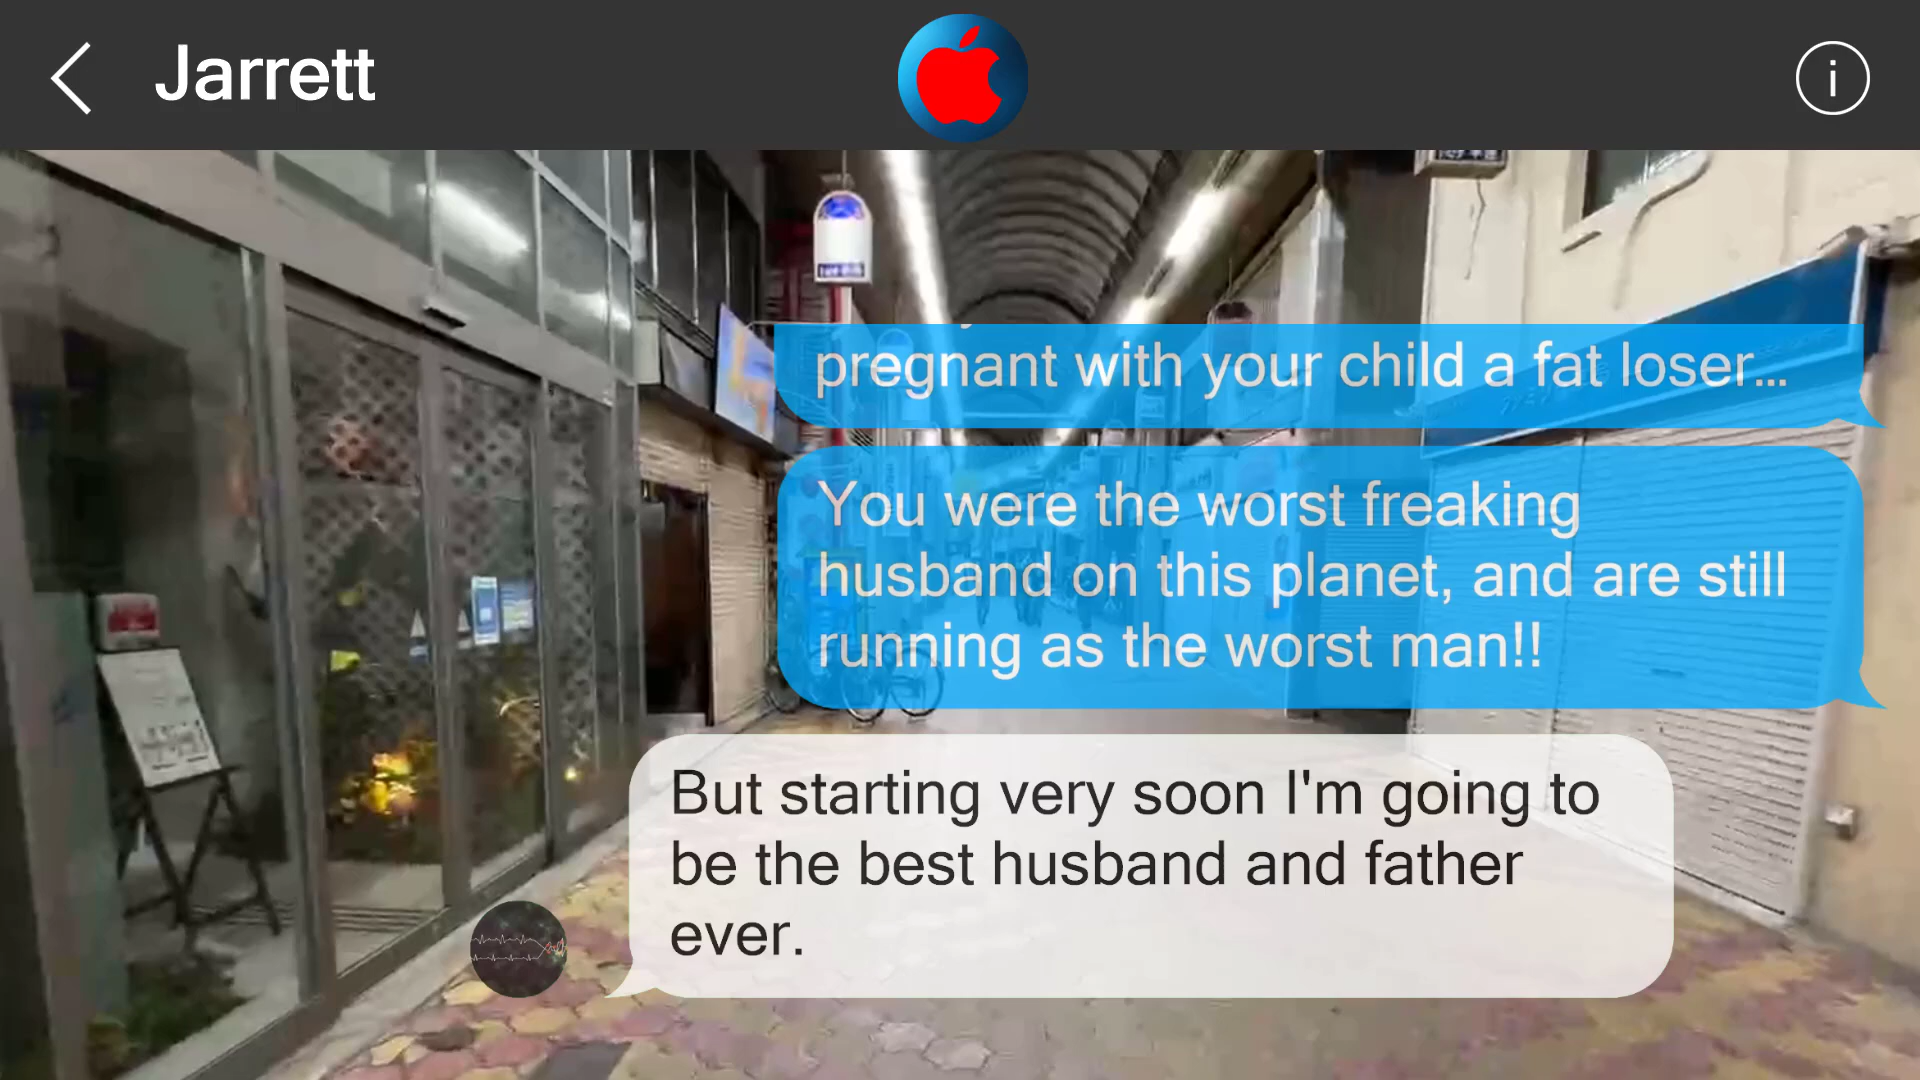 Jarrett
i
pregnant with your child a fat loser...
You were the worst freaking
husband on this planet, and are still
running as the worst man!!
But starting very soon I'm going to
be the best husband and father
ever.